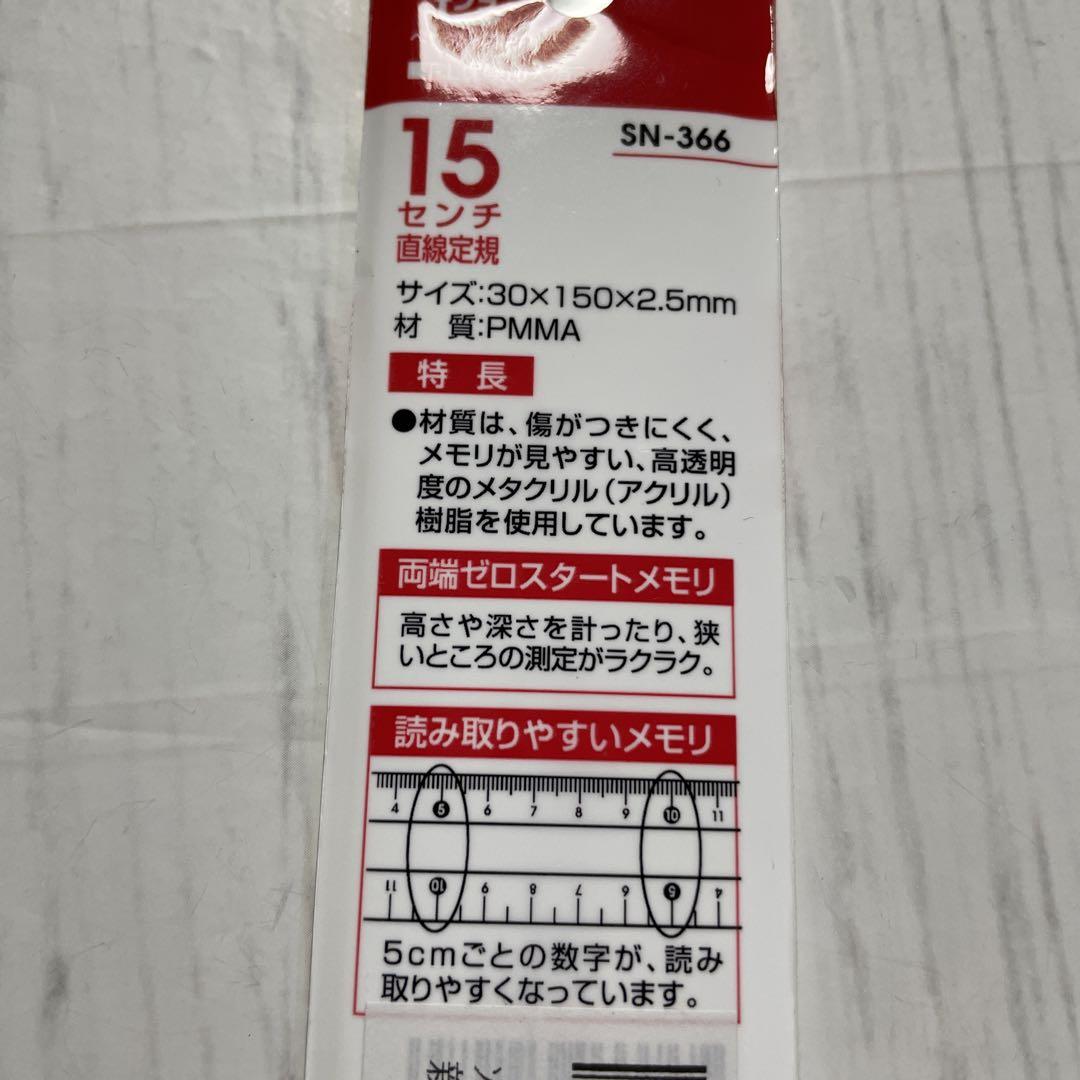 15
センチ
直線定規
SN-366
サイズ:30×150×2.5mm
材　質:PMMA
特　長
●材質は、傷がつきにくく、
メモリが見やすい、高透明
度のメタクリル(アクリル)
樹脂を使用しています。
両端ゼロスタートメモリ
高さや深さを計ったり、狭
いところの測定がラクラク。
読み取りやすいメモリ
4 5 6 7 8 9 10 11
11 10 9 8 7 6 5 4
5cmごとの数字が、読み
取りやすくなっています。